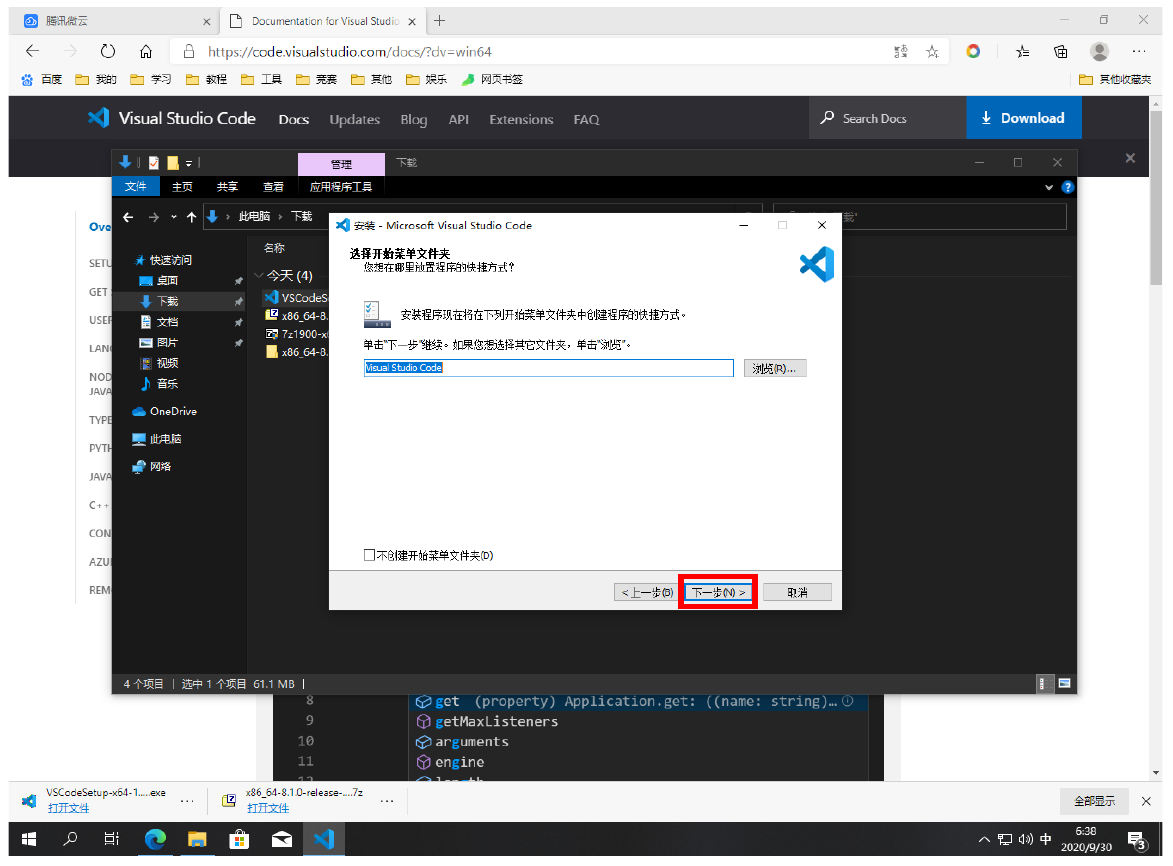 腾讯微云
Documentation for Visual Studio
https://code.visualstudio.com/docs/?dv=win64
百度 我的 学习 教程 工具 竞赛 其他 娱乐 网页书签 其他收藏夹
Visual Studio Code Docs Updates Blog API Extensions FAQ Search Docs Download
管理 下载
文件 主页 共享 查看 应用程序工具
此电脑 下载
Ove
SETU
GET
USER
LANG
NOD
JAVA
TYPE
PYTH
JAVA
C++
CON
AZU
REM
快速访问
桌面
下载
文档
图片
视频
音乐
OneDrive
此电脑
网络
名称
今天 (4)
VSCodeS
x86_64-8.
7z1900-x
x86_64-8.
安装 - Microsoft Visual Studio Code
选择开始菜单文件夹
您想在哪里放置程序的快捷方式?
安装程序现在将在下列开始菜单文件夹中创建程序的快捷方式。
单击“下一步”继续。如果您想选择其它文件夹，单击“浏览”。
Visual Studio Code
浏览(R)...
不创建开始菜单文件夹(D)
< 上一步(B) 下一步(N) > 取消
4 个项目 选中 1 个项目 61.1 MB
8 get (property) Application.get: ((name: string)…
9 getMaxListeners
10 arguments
11 engine
12 length
VSCodeSetup-x64-1....exe
打开文件
x86_64-8.1.0-release-....7z
打开文件
全部显示
中
6:38
2020/9/30
3